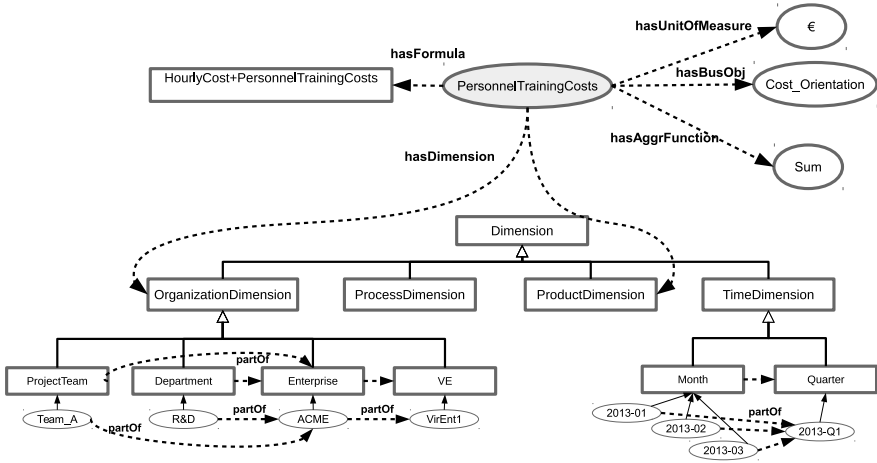 hasUnitOfMeasure
€
hasFormula
hasBusObj
HourlyCost+PersonnelTrainingCosts
PersonnelTrainingCosts
Cost_Orientation
hasAggrFunction
hasDimension
Sum
Dimension
OrganizationDimension
ProcessDimension
ProductDimension
TimeDimension
partOf
ProjectTeam
Department
Enterprise
VE
Month
Quarter
Team_A
R&D
partOf
ACME
partOf
VirEnt1
partOf
2013-01
partOf
2013-02
2013-Q1
2013-03